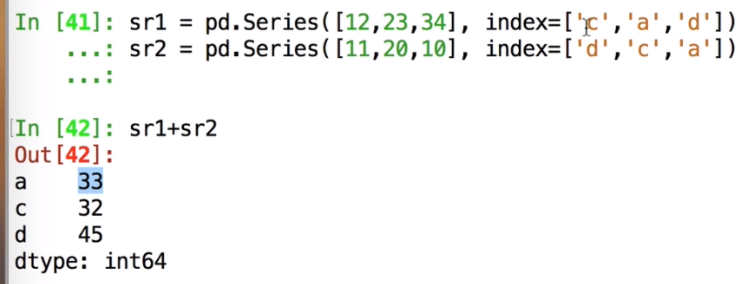 In [41]: sr1 = pd.Series([12,23,34], index=['c','a','d'])
...: sr2 = pd.Series([11,20,10], index=['d','c','a'])
...:
[In [42]: sr1+sr2
Out[42]:
a 33
c 32
d 45
dtype: int64